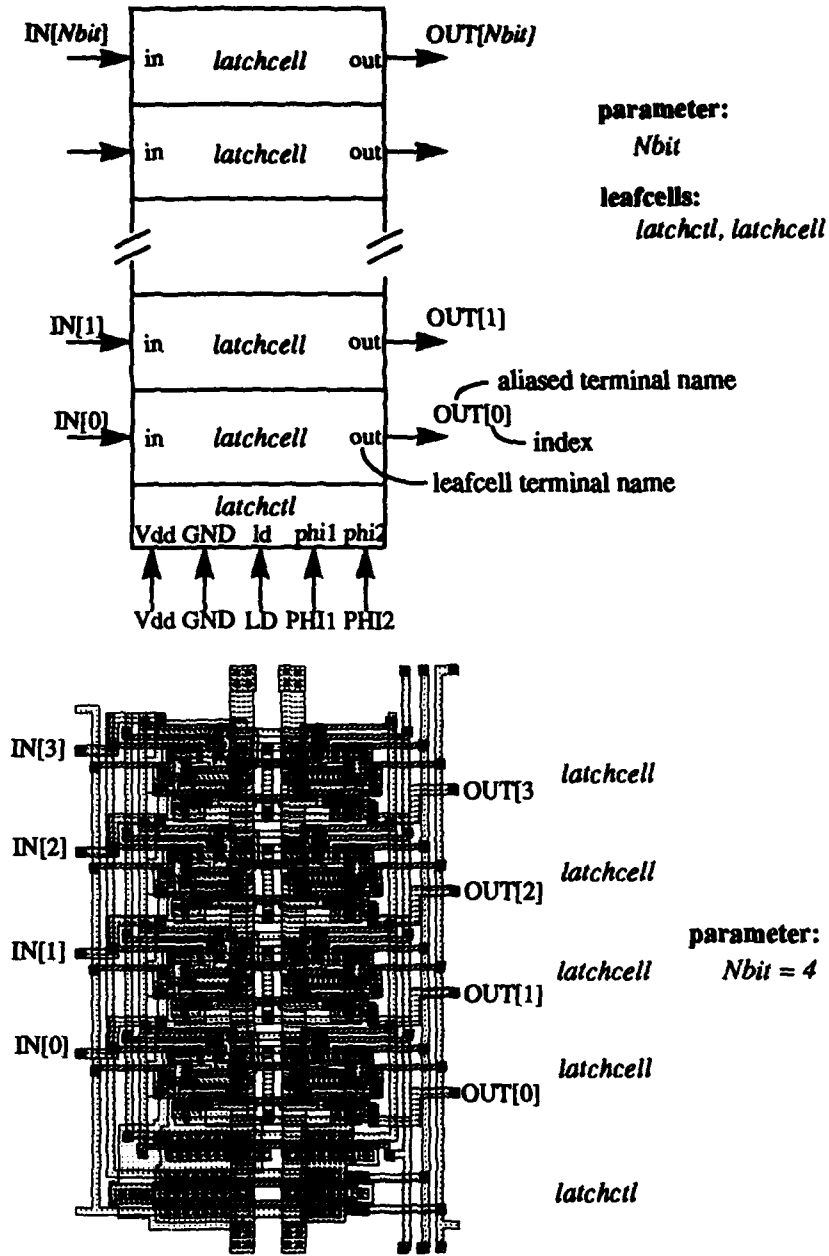 IN[Nbit]
in latchcell out
OUT[Nbit]
in latchcell out
parameter:
Nbit
leafcells:
latchctl, latchcell
IN[1]
in latchcell out
OUT[1]
aliased terminal name
IN[0]
in latchcell out
OUT[0]
index
leafcell terminal name
latchctl
Vdd GND ld phi1 phi2
Vdd GND LD PHI1 PHI2
IN[3]
latchcell
OUT[3
IN[2]
latchcell
OUT[2]
IN[1]
parameter:
latchcell
Nbit = 4
OUT[1]
IN[0]
latchcell
OUT[0]
latchctl